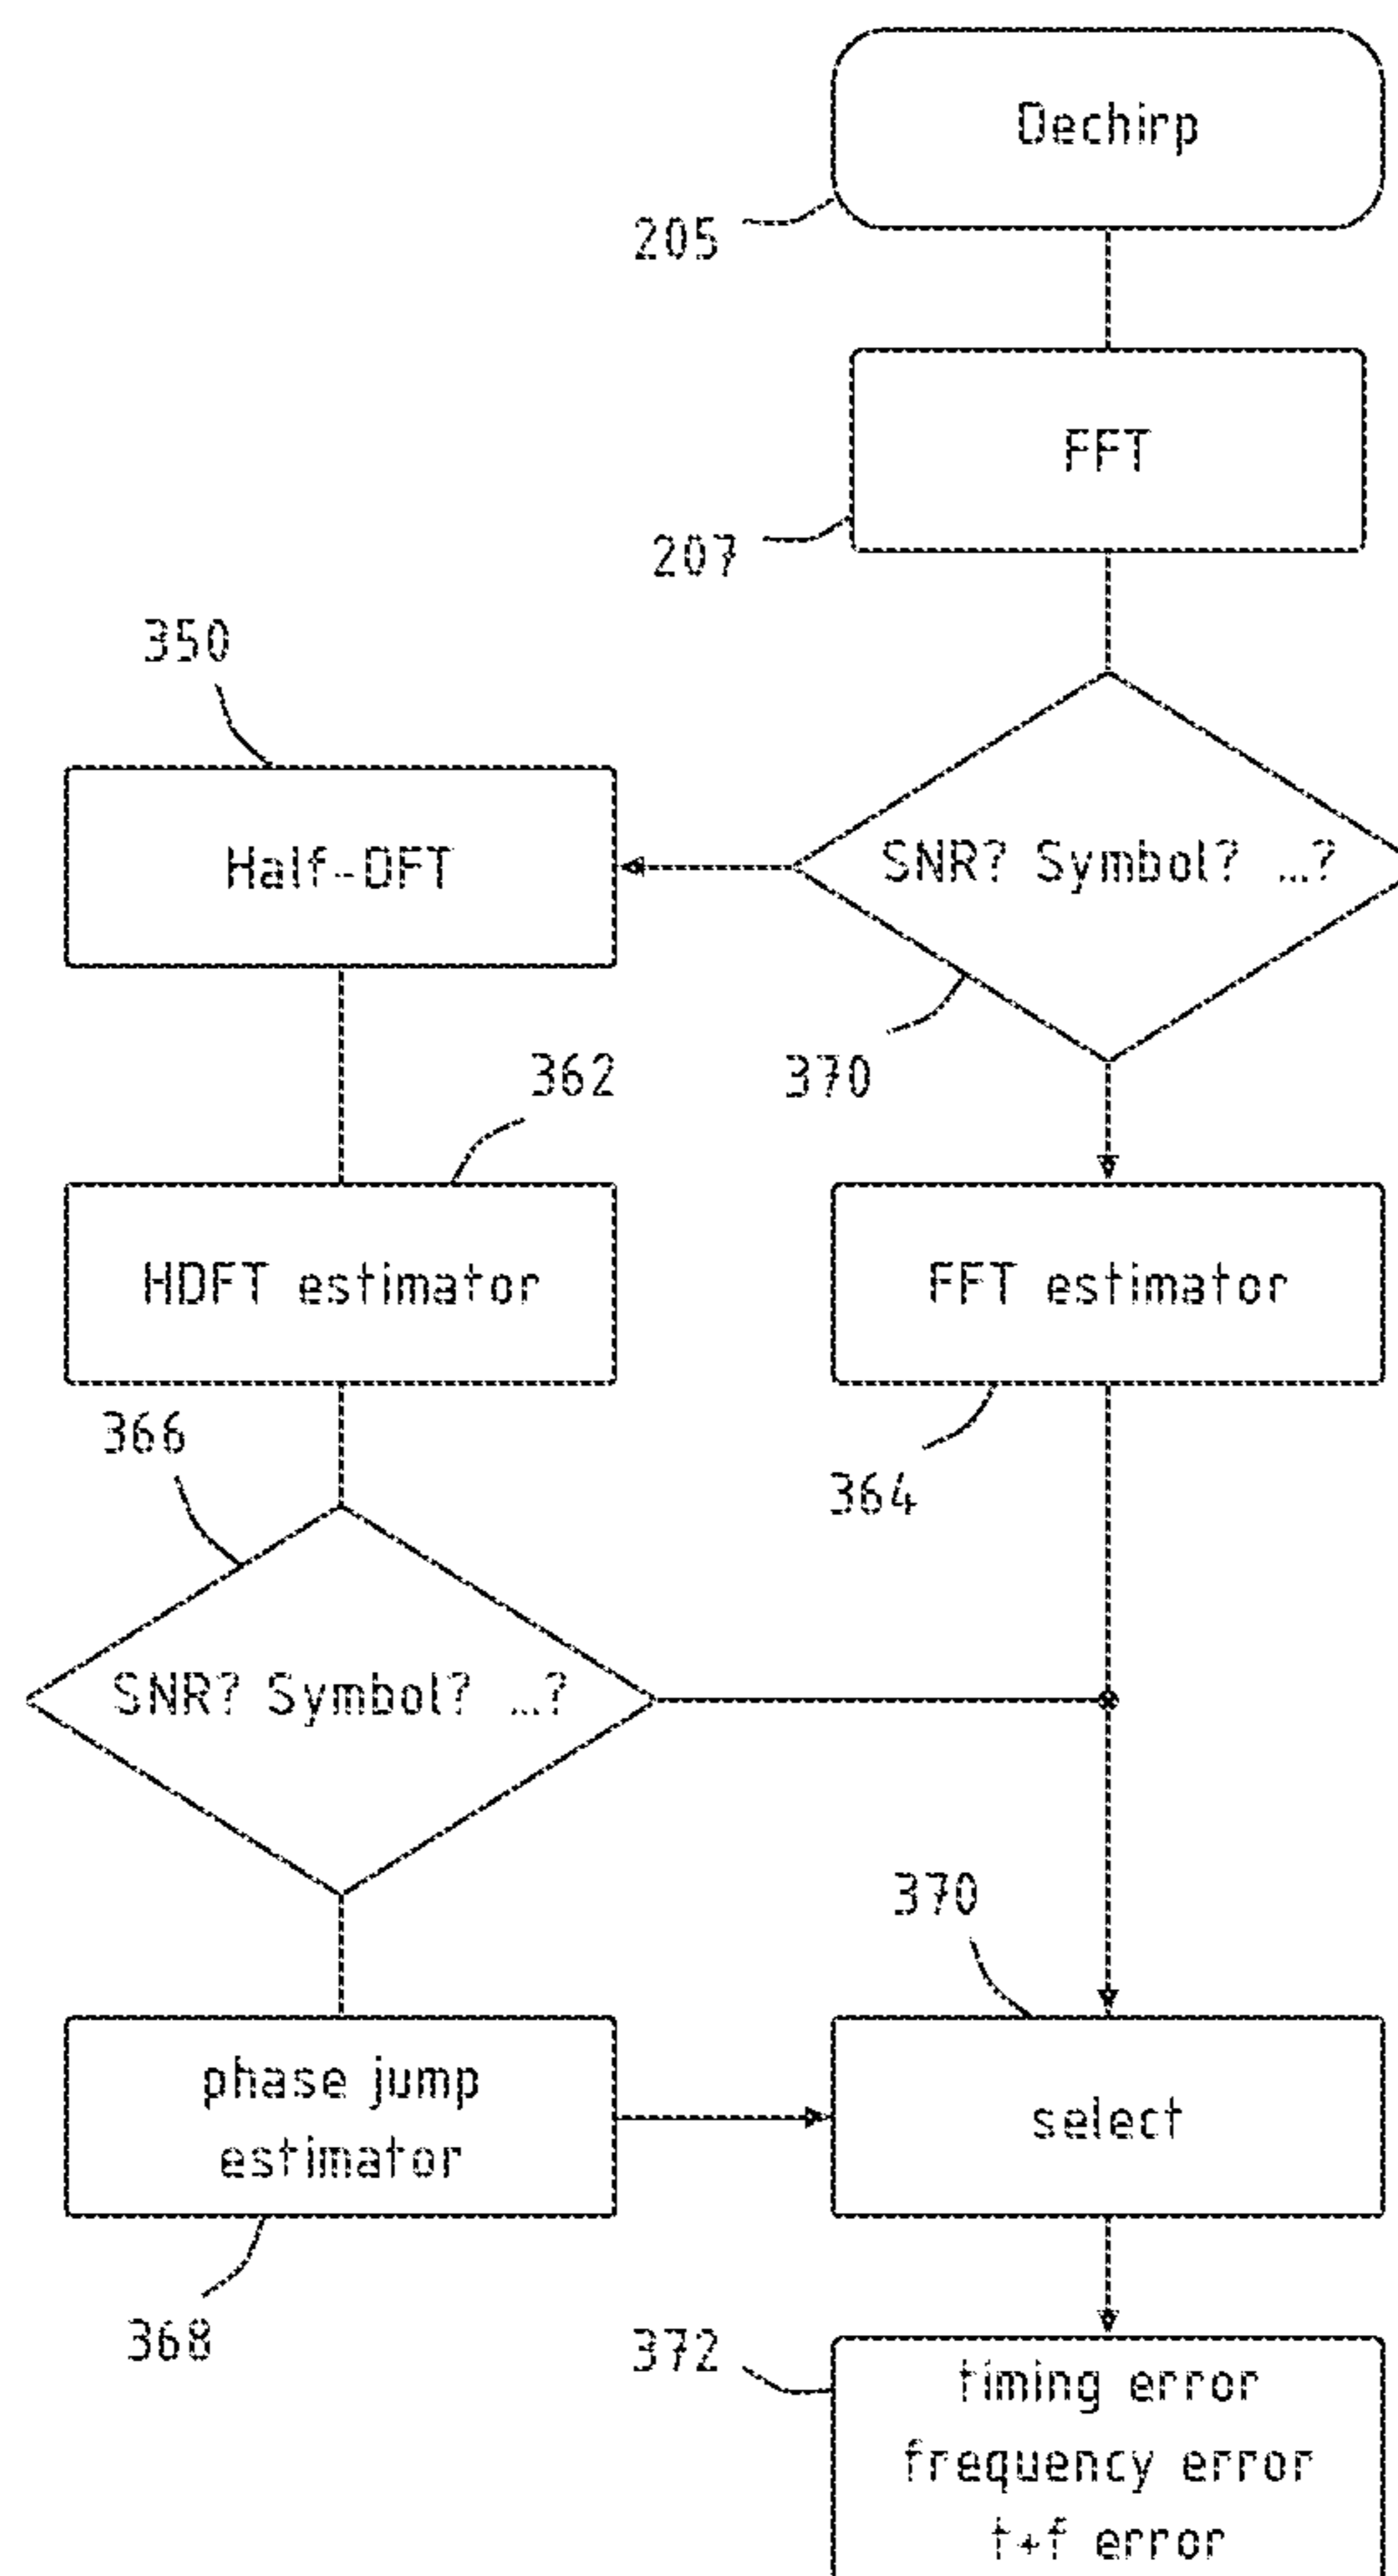 Dechirp
205
FFT
207
350
Half-DFT
SNR? Symbol? ...?
370
362
HDFT estimator
FFT estimator
366
364
SNR? Symbol? ...?
370
phase jump
estimator
select
368
372
timing error
frequency error
t+f error